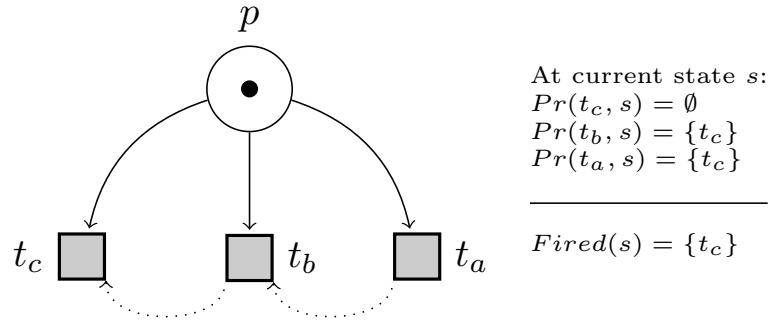 p
At current state s:
Pr(t_c, s) = ∅
Pr(t_b, s) = {t_c}
Pr(t_a, s) = {t_c}
Fired(s) = {t_c}
t_c
t_b
t_a